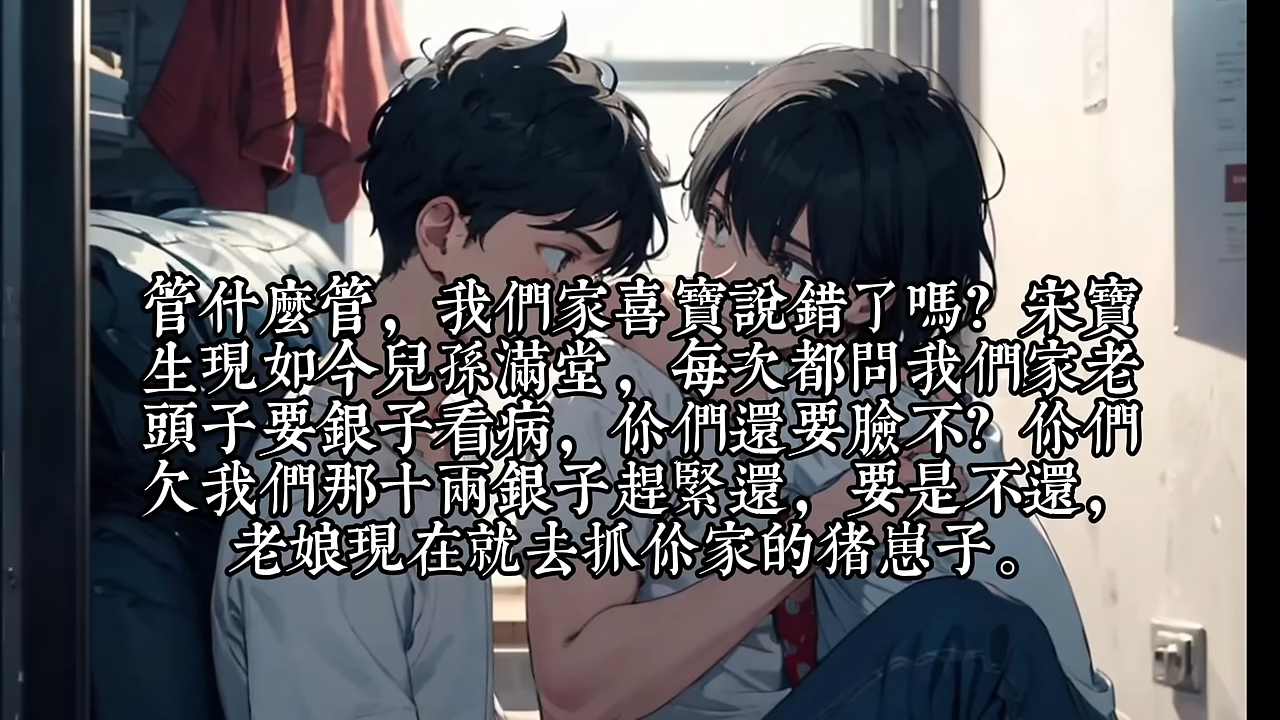 管什麼管，我們家喜寶說錯了嗎？宋寶
生現如今兒孫滿堂，每次都問我們家老
頭子要銀子看病，你們還要臉不？你們
欠我們那十兩銀子趕緊還，要是不還，
老娘現在就去抓你家的猪崽子。